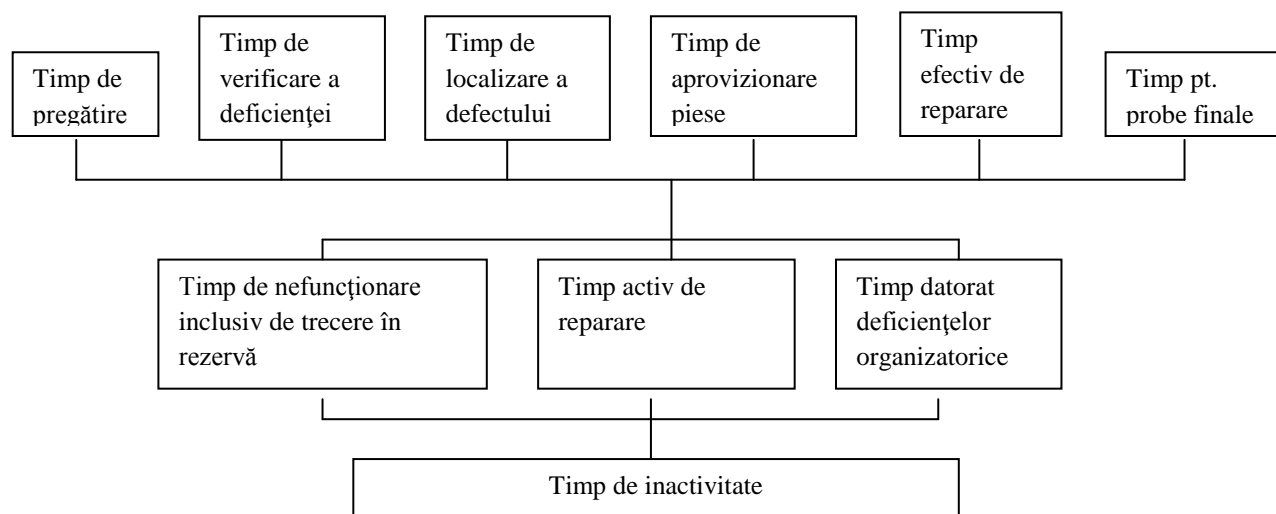 Timp de
pregătire
Timp de
verificare a
deficienţei
Timp de
localizare a
defectului
Timp de
aprovizionare
piese
Timp
efectiv de
reparare
Timp pt.
probe finale
Timp de nefuncţionare
inclusiv de trecere în
rezervă
Timp activ de
reparare
Timp datorat
deficienţelor
organizatorice
Timp de inactivitate